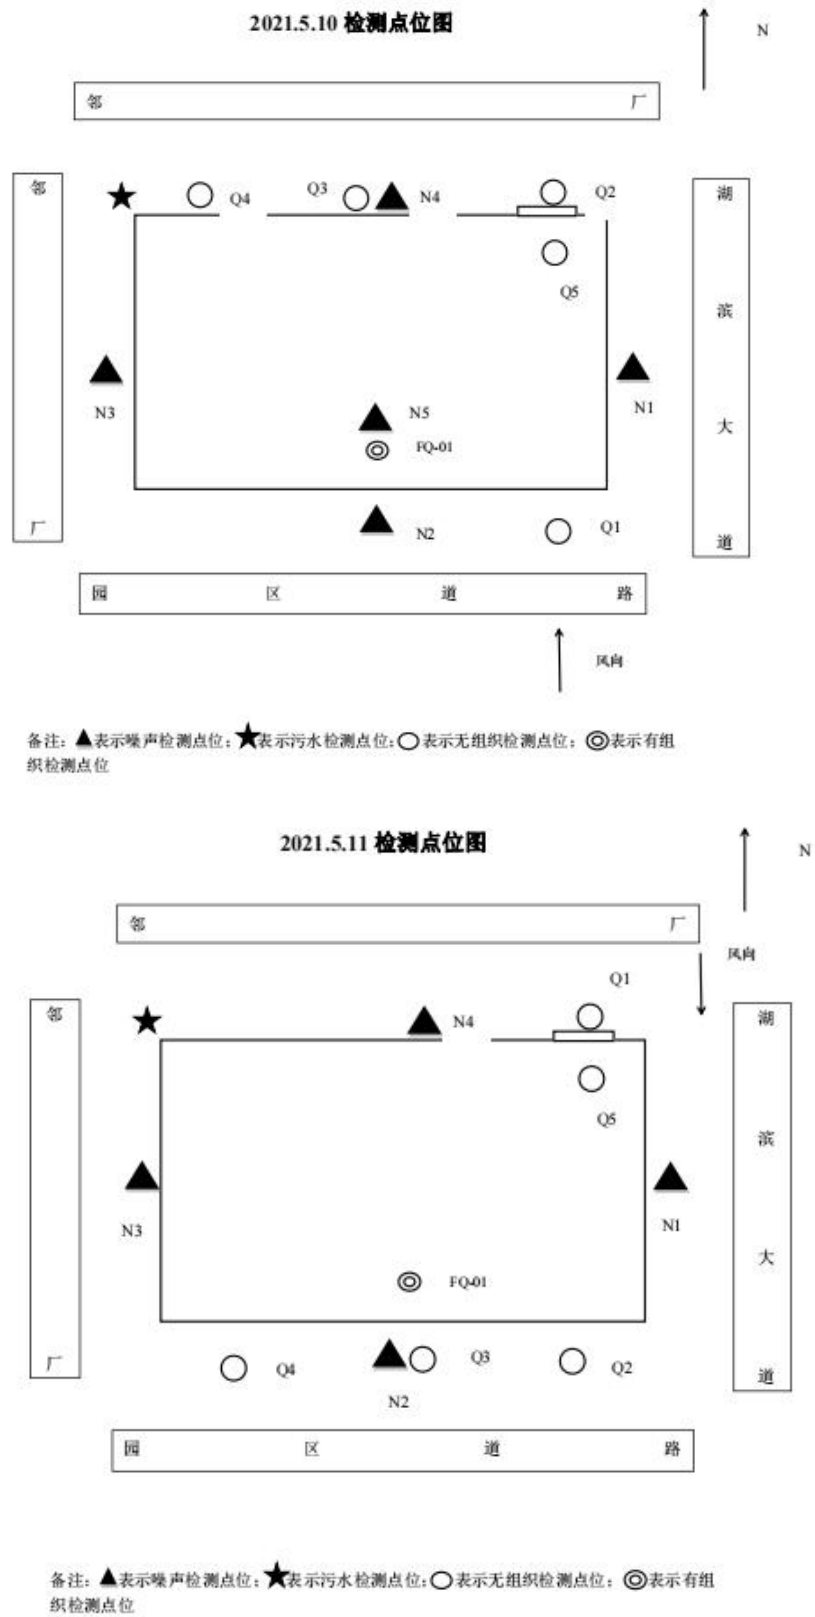 2021.5.10 检测点位图
N
邻 厂
邻 厂
Q4
Q3
N4
Q2
湖 滨 大 道
Q5
N3
N1
N5
FQ-01
N2
Q1
园 区 道 路
风向
备注：▲表示噪声检测点位；★表示污水检测点位；○表示无组织检测点位；◎表示有组
织检测点位
2021.5.11 检测点位图
N
邻 厂
风向
Q1
邻 厂
N4
湖 滨 大 道
Q5
N3
N1
FQ-01
Q4
Q3
Q2
N2
园 区 道 路
备注：▲表示噪声检测点位；★表示污水检测点位；○表示无组织检测点位；◎表示有组
织检测点位